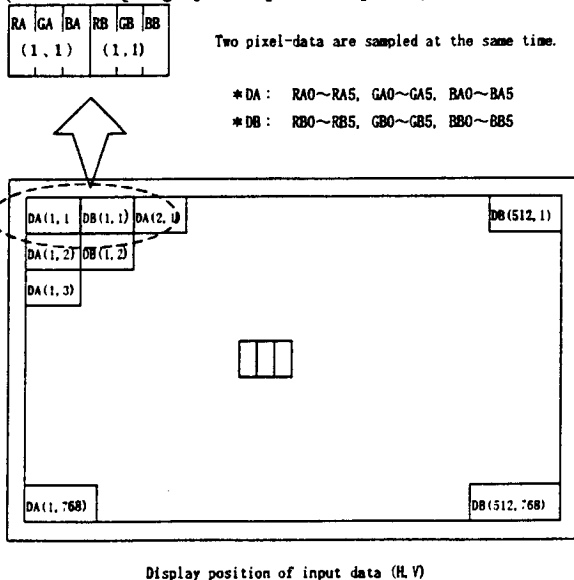 RA GA BA RB GB BB
(1,1) (1,1)
Two pixel-data are sampled at the same time.
*DA: RA0~RA5, GA0~GA5, BA0~BA5
*DB: RB0~RB5, GB0~GB5, BB0~BB5
DA(1,1 DB(1,1) DA(2,1) DB(512,1)
DA(1,2) DB(1,2)
DA(1,3)
DA(1,768) DB(512,768)
Display position of input data (H,V)